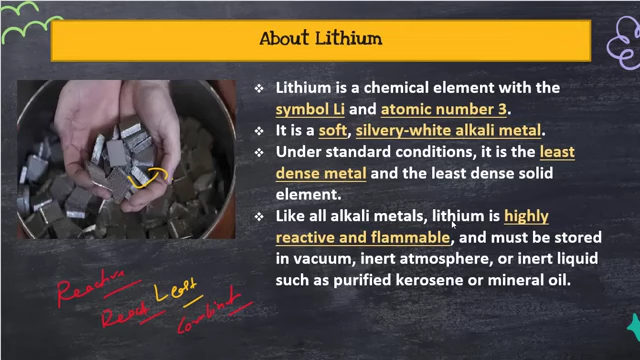 About Lithium
❖ Lithium is a chemical element with the
symbol Li and atomic number 3.
❖ It is a soft, silvery-white alkali metal.
❖ Under standard conditions, it is the least
dense metal and the least dense solid
element.
❖ Like all alkali metals, lithium is highly
reactive and flammable, and must be stored
in vacuum, inert atmosphere, or inert liquid
such as purified kerosene or mineral oil.
Reactive
React Least